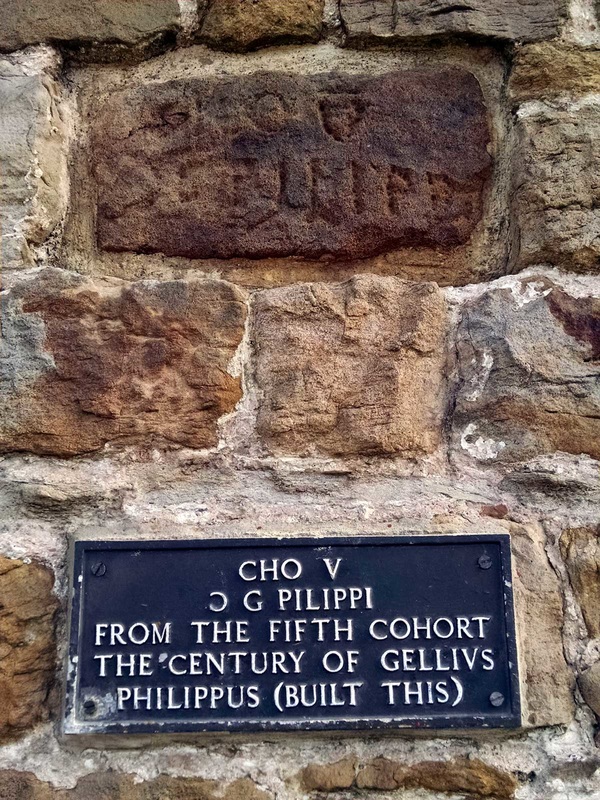 CHO V
Ɔ G PILIPPI
FROM THE FIFTH COHORT
THE CENTURY OF GELLIVS
PHILIPPUS (BUILT THIS)